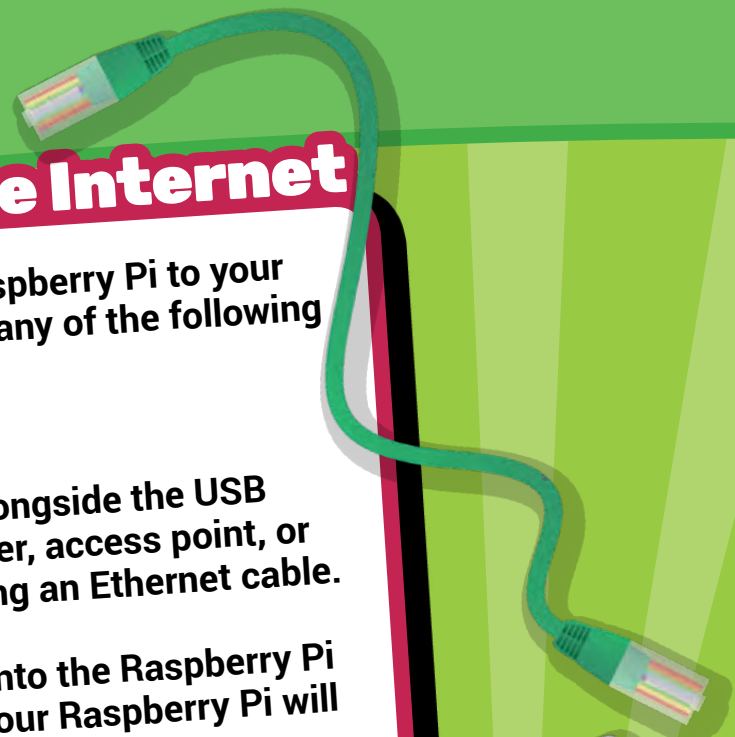 e Internet
spberry Pi to your
any of the following
ongside the USB
er, access point, or
ng an Ethernet cable.
nto the Raspberry Pi
our Raspberry Pi will